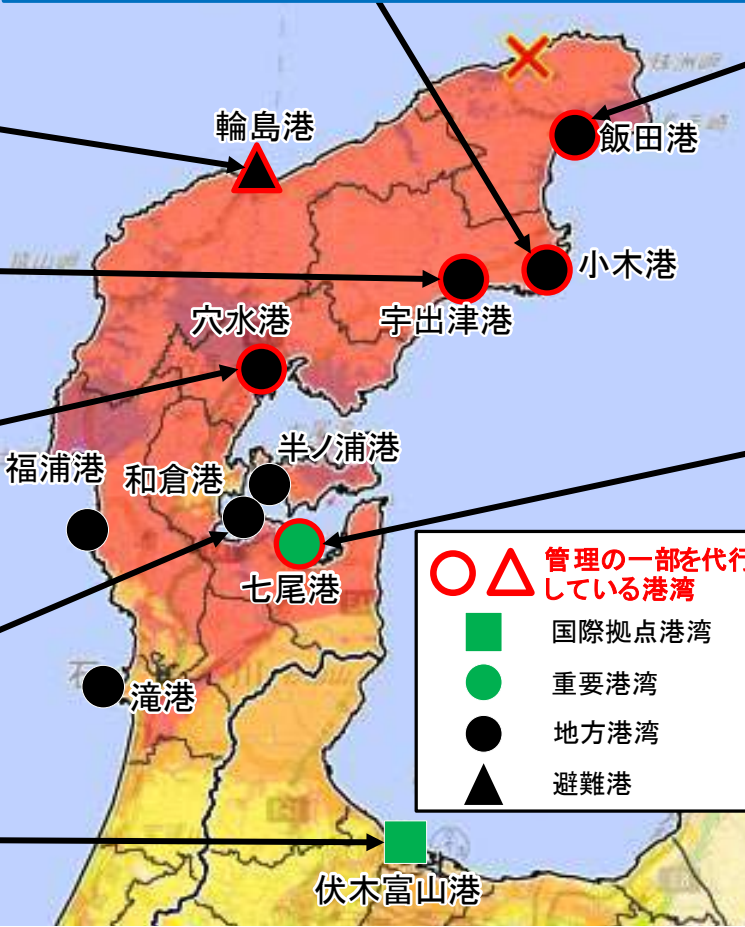 輪島港
飯田港
小木港
宇出津港
穴水港
半ノ浦港
福浦港
和倉港
七尾港
滝港
伏木富山港
管理の一部を代行
している港湾
国際拠点港湾
重要港湾
地方港湾
避難港
石
川